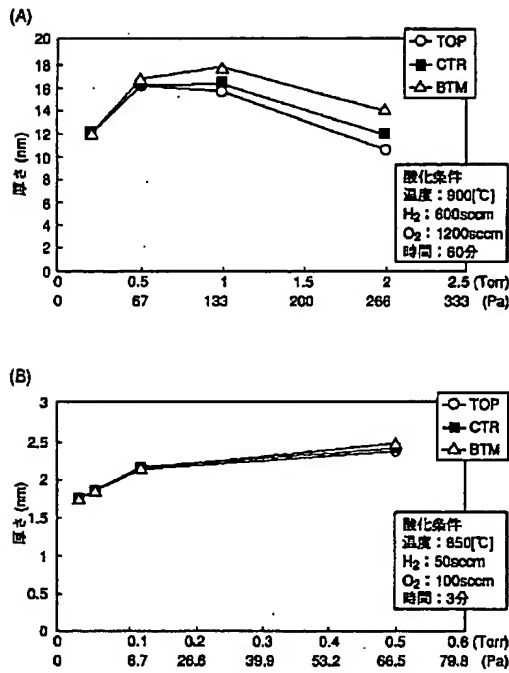 (A)
20
18
16
14
12
10
8
6
4
2
0
厚さ (nm)
TOP
CTR
BTM
酸化条件
温度：900[℃]
H2：600sccm
O2：1200sccm
時間：60分
0 0.5 1 1.5 2 2.5 (Torr)
0 67 133 200 266 333 (Pa)
(B)
3
2.5
2
1.5
1
0.5
0
厚さ (nm)
TOP
CTR
BTM
酸化条件
温度：850[℃]
H2：50sccm
O2：100sccm
時間：3分
0 0.1 0.2 0.3 0.4 0.5 0.6 (Torr)
0 6.7 26.6 39.9 53.2 66.5 79.8 (Pa)